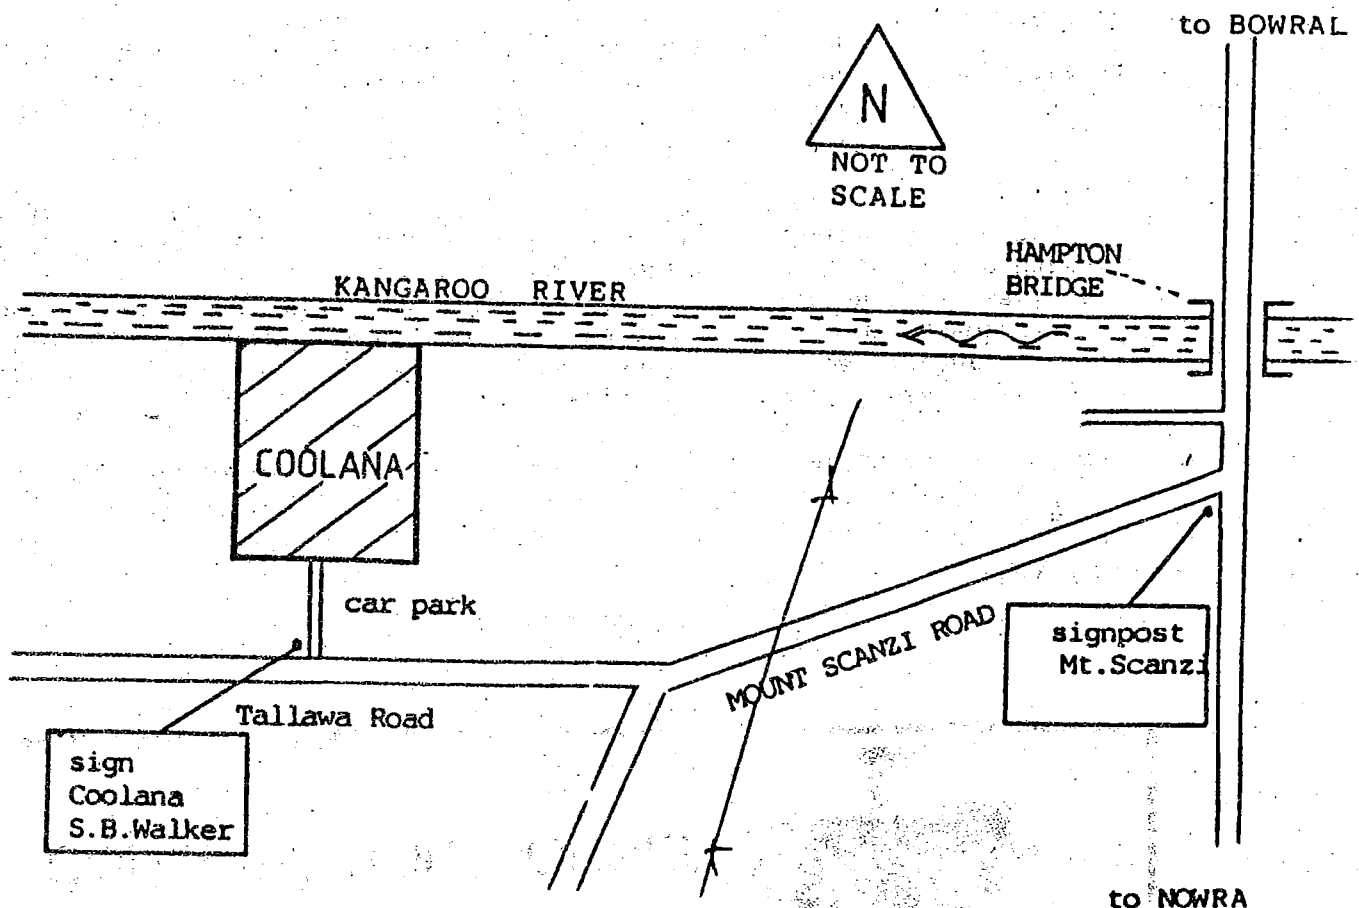 to BOWRAL
N
NOT TO
SCALE
HAMPTON
BRIDGE
KANGAROO RIVER
COOLANA
car park
MOUNT SCANZI ROAD
signpost
Mt.Scanzi
Tallawa Road
sign
Coolana
S.B.Walker
to NOWRA